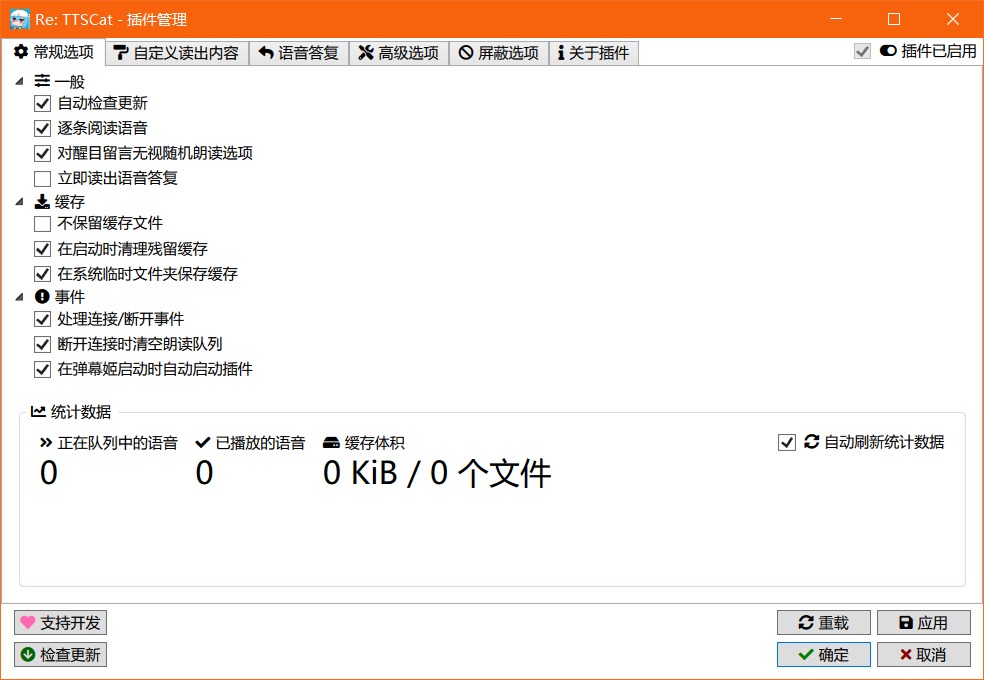 Re: TTSCat - 插件管理
常规选项 自定义读出内容 语音答复 高级选项 屏蔽选项 关于插件 插件已启用
一般
自动检查更新
逐条阅读语音
对醒目留言无视随机朗读选项
立即读出语音答复
缓存
不保留缓存文件
在启动时清理残留缓存
在系统临时文件夹保存缓存
事件
处理连接/断开事件
断开连接时清空朗读队列
在弹幕姬启动时自动启动插件
统计数据
正在队列中的语音 已播放的语音 缓存体积 自动刷新统计数据
0 0 0 KiB / 0 个文件
支持开发 重载 应用
检查更新 确定 取消